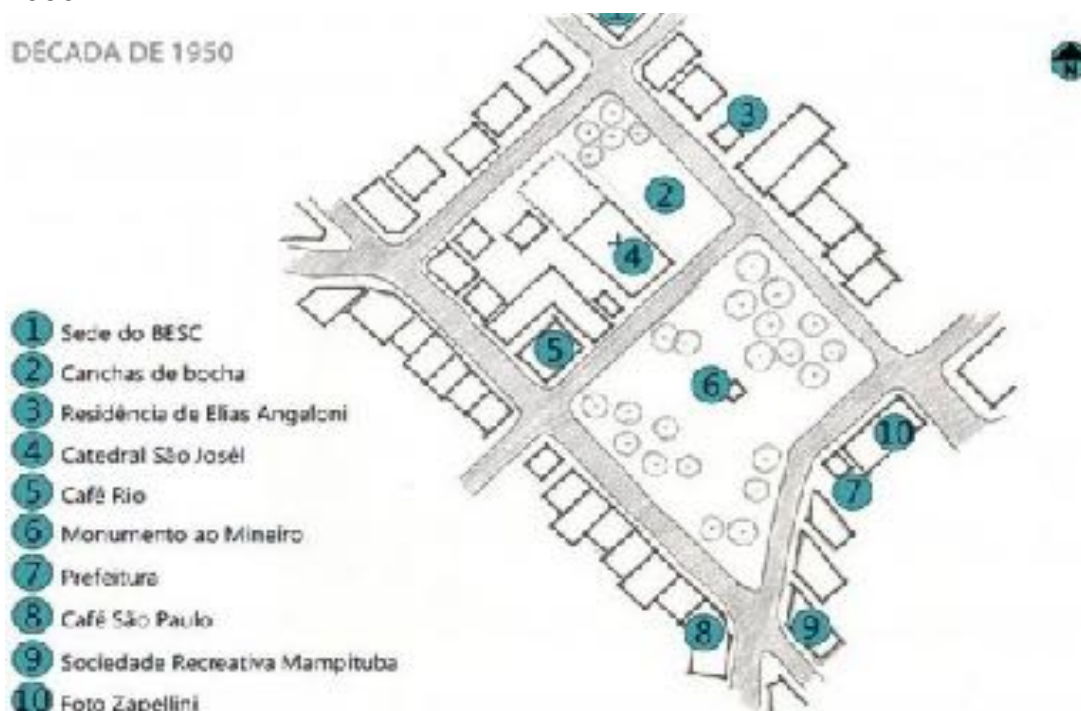 DÉCADA DE 1950
N
1
3
2
4
5
6
10
7
8
9
1 Sede do BESC
2 Canchas de bocha
3 Residência de Elias Angeloni
4 Catedral São Josél
5 Café Rio
6 Monumento ao Mineiro
7 Prefeitura
8 Café São Paulo
9 Sociedade Recreativa Mampituba
10 Foto Zapellini